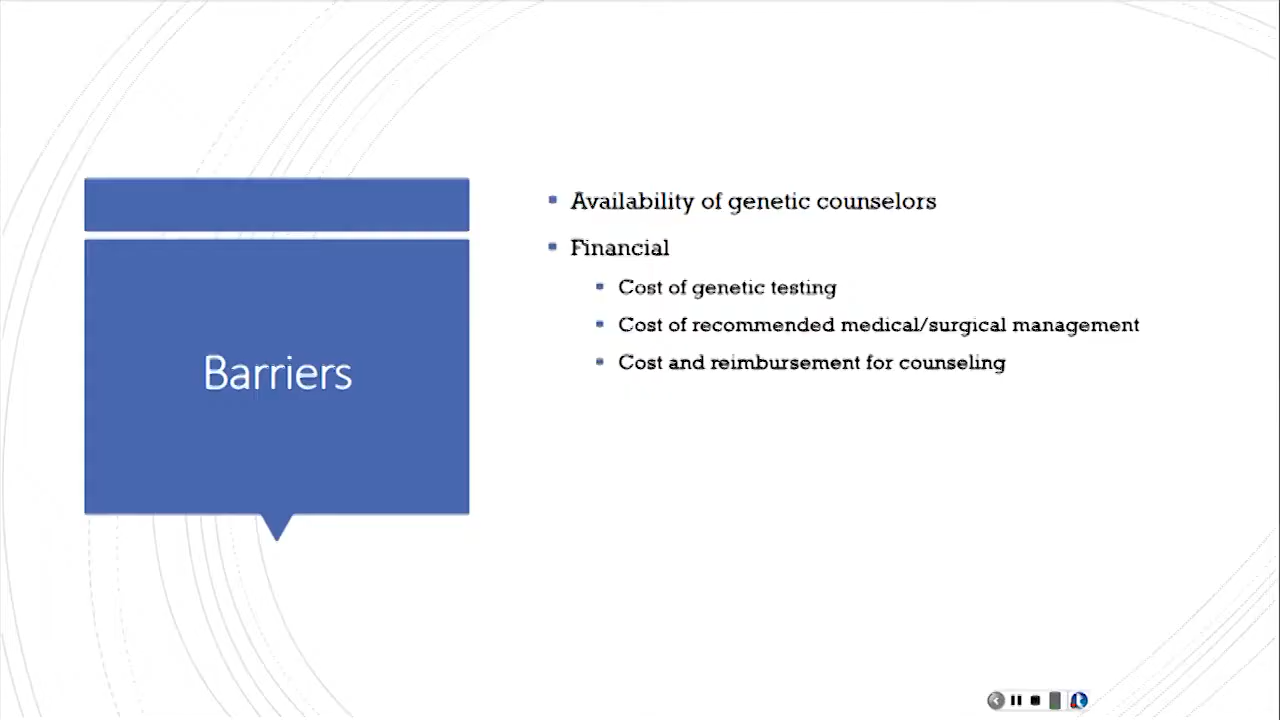 Barriers
Availability of genetic counselors
Financial
Cost of genetic testing
Cost of recommended medical/surgical management
Cost and reimbursement for counseling